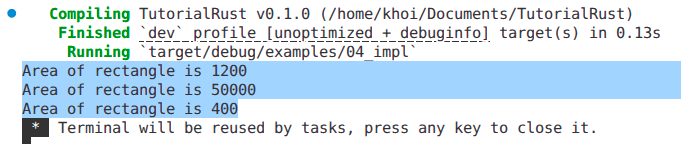 Compiling TutorialRust v0.1.0 (/home/khoi/Documents/TutorialRust)
Finished `dev` profile [unoptimized + debuginfo] target(s) in 0.13s
Running `target/debug/examples/04_impl`
Area of rectangle is 1200
Area of rectangle is 50000
Area of rectangle is 400
* Terminal will be reused by tasks, press any key to close it.